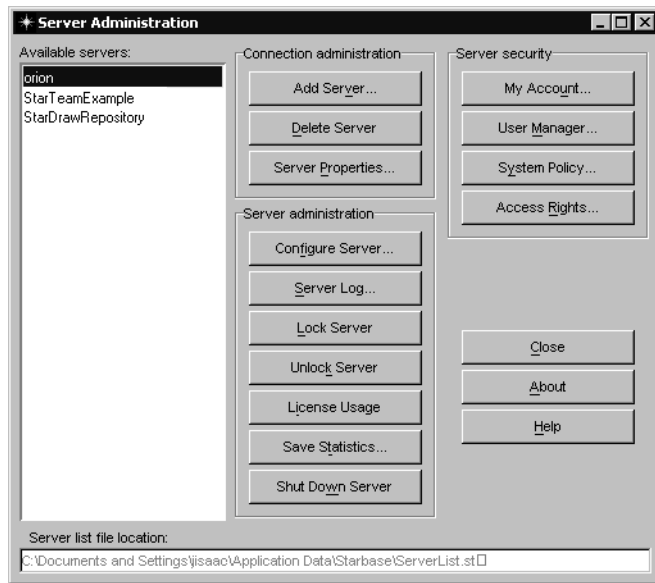 Server Administration
Available servers:
orion
StarTeamExample
StarDrawRepository
Connection administration
Add Server...
Delete Server
Server Properties...
Server administration
Configure Server...
Server Log...
Lock Server
Unlock Server
License Usage
Save Statistics...
Shut Down Server
Server security
My Account...
User Manager...
System Policy...
Access Rights...
Close
About
Help
Server list file location:
C:\Documents and Settings\jisaac\Application Data\Starbase\ServerList.st